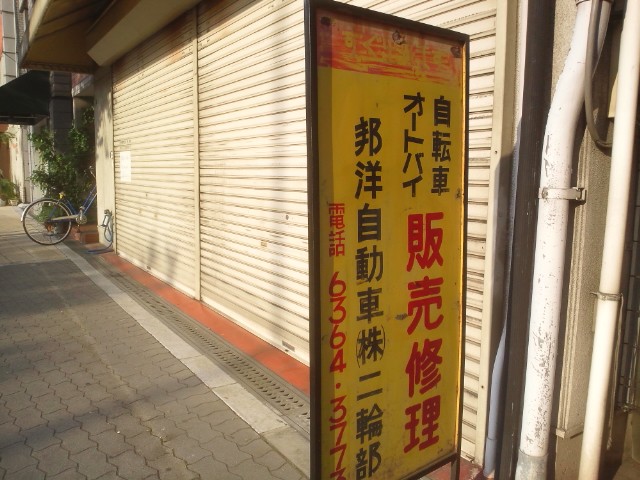 自転車
オートバイ
販売修理
邦洋自動車㈱二輪部
電話 6364・3773